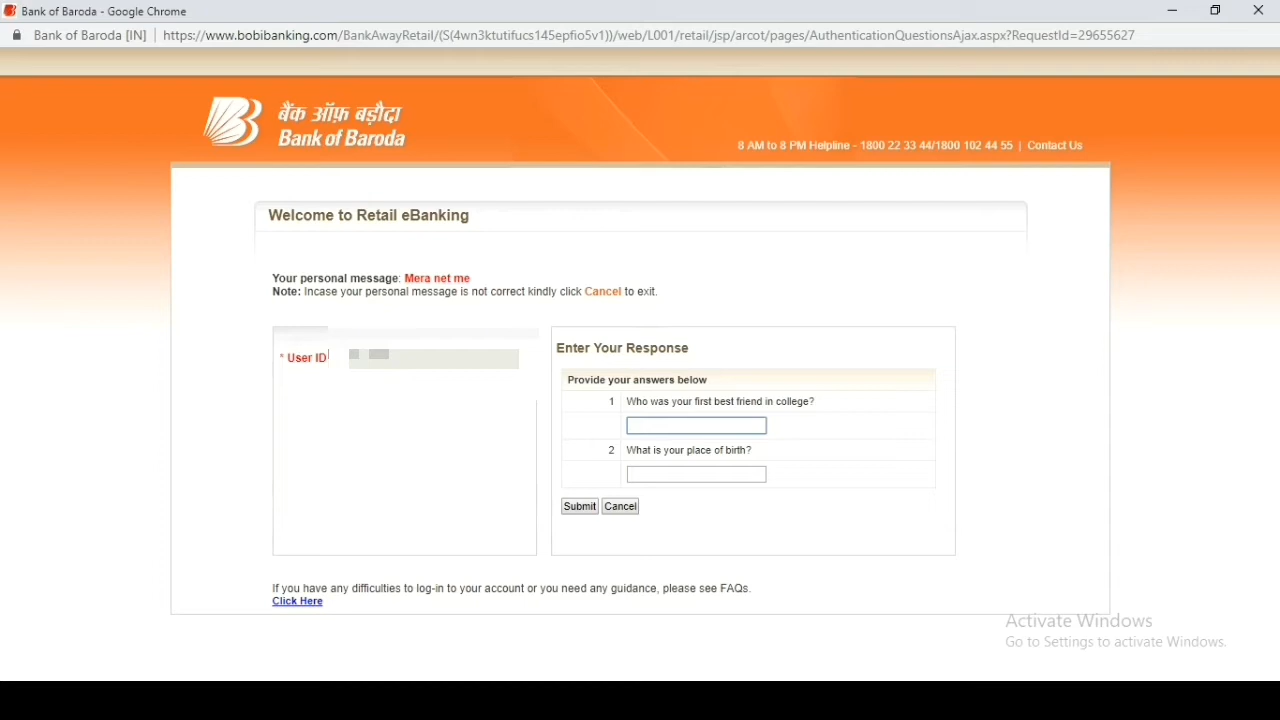 Bank of Baroda - Google Chrome
Bank of Baroda [IN] https://www.bobibanking.com/BankAwayRetail/(S(4wn3ktutifucs145epfio5v1))/web/L001/retail/jsp/arcot/pages/AuthenticationQuestionsAjax.aspx?RequestId=29655627
बैंक ऑफ़ बड़ौदा
Bank of Baroda
8 AM to 8 PM Helpline - 1800 22 33 44/1800 102 44 55 | Contact Us
Welcome to Retail eBanking
Your personal message: Mera net me
Note: Incase your personal message is not correct kindly click Cancel to exit.
* User ID
Enter Your Response
Provide your answers below
1 Who was your first best friend in college?
2 What is your place of birth?
Submit Cancel
If you have any difficulties to log-in to your account or you need any guidance, please see FAQs.
Click Here
Activate Windows
Go to Settings to activate Windows.